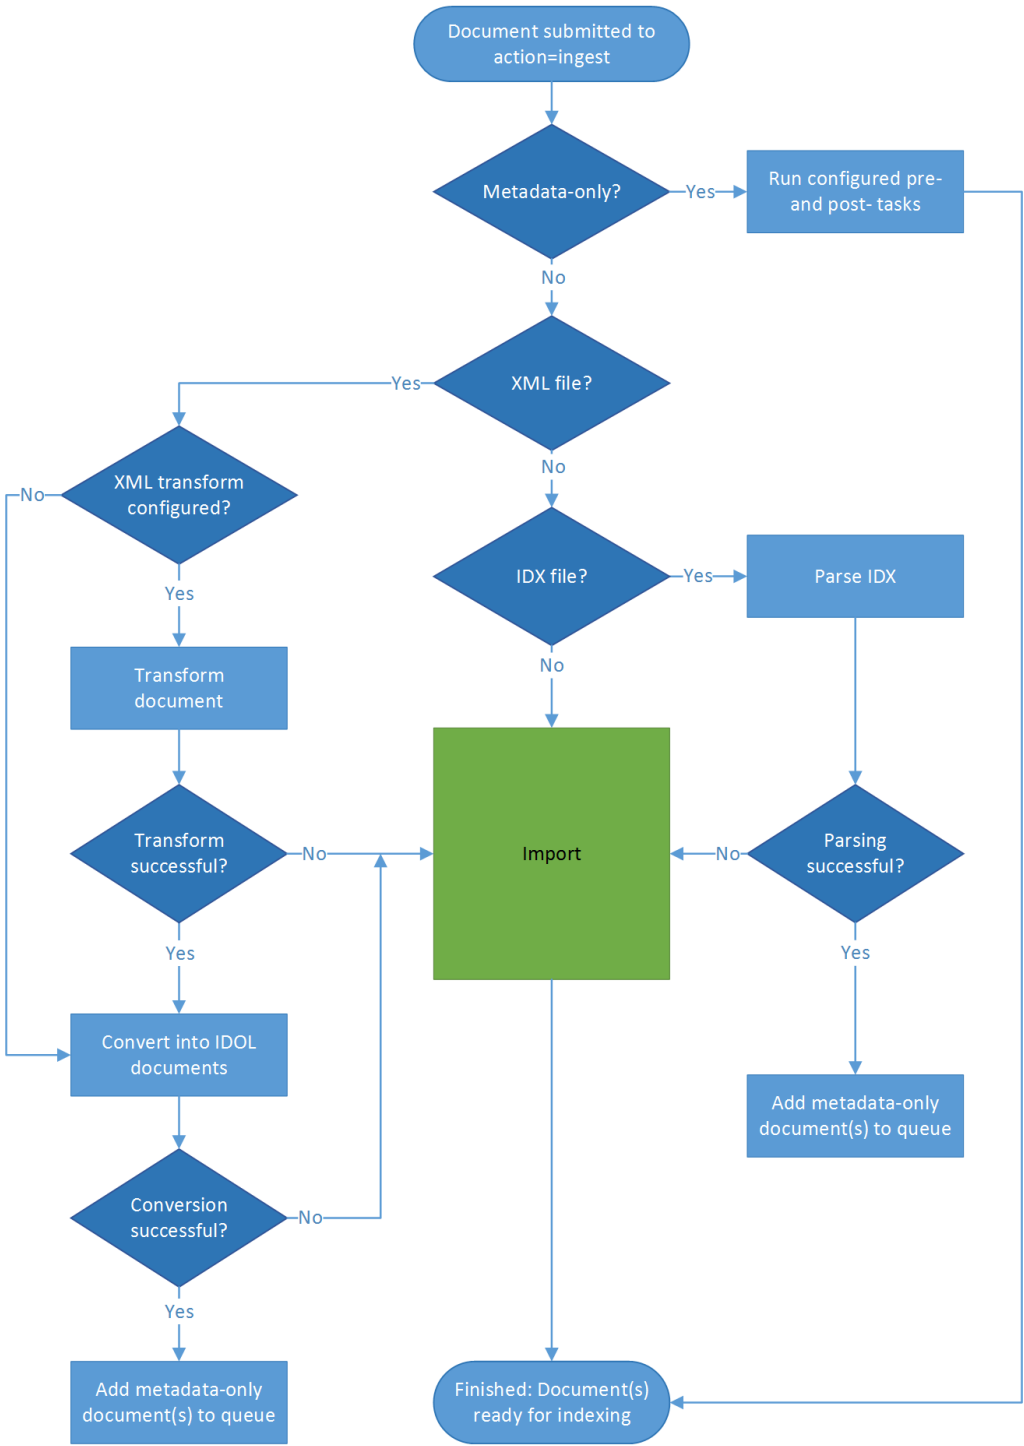 Document submitted to
action=ingest
Metadata-only?
Yes
Run configured pre-
and post- tasks
No
XML file?
Yes
No
XML transform
configured?
No
Yes
IDX file?
Yes
Parse IDX
No
Transform
document
Transform
successful?
No
Import
No
Parsing
successful?
Yes
Yes
Convert into IDOL
documents
Add metadata-only
document(s) to queue
Conversion
successful?
No
Yes
Add metadata-only
document(s) to queue
Finished: Document(s)
ready for indexing